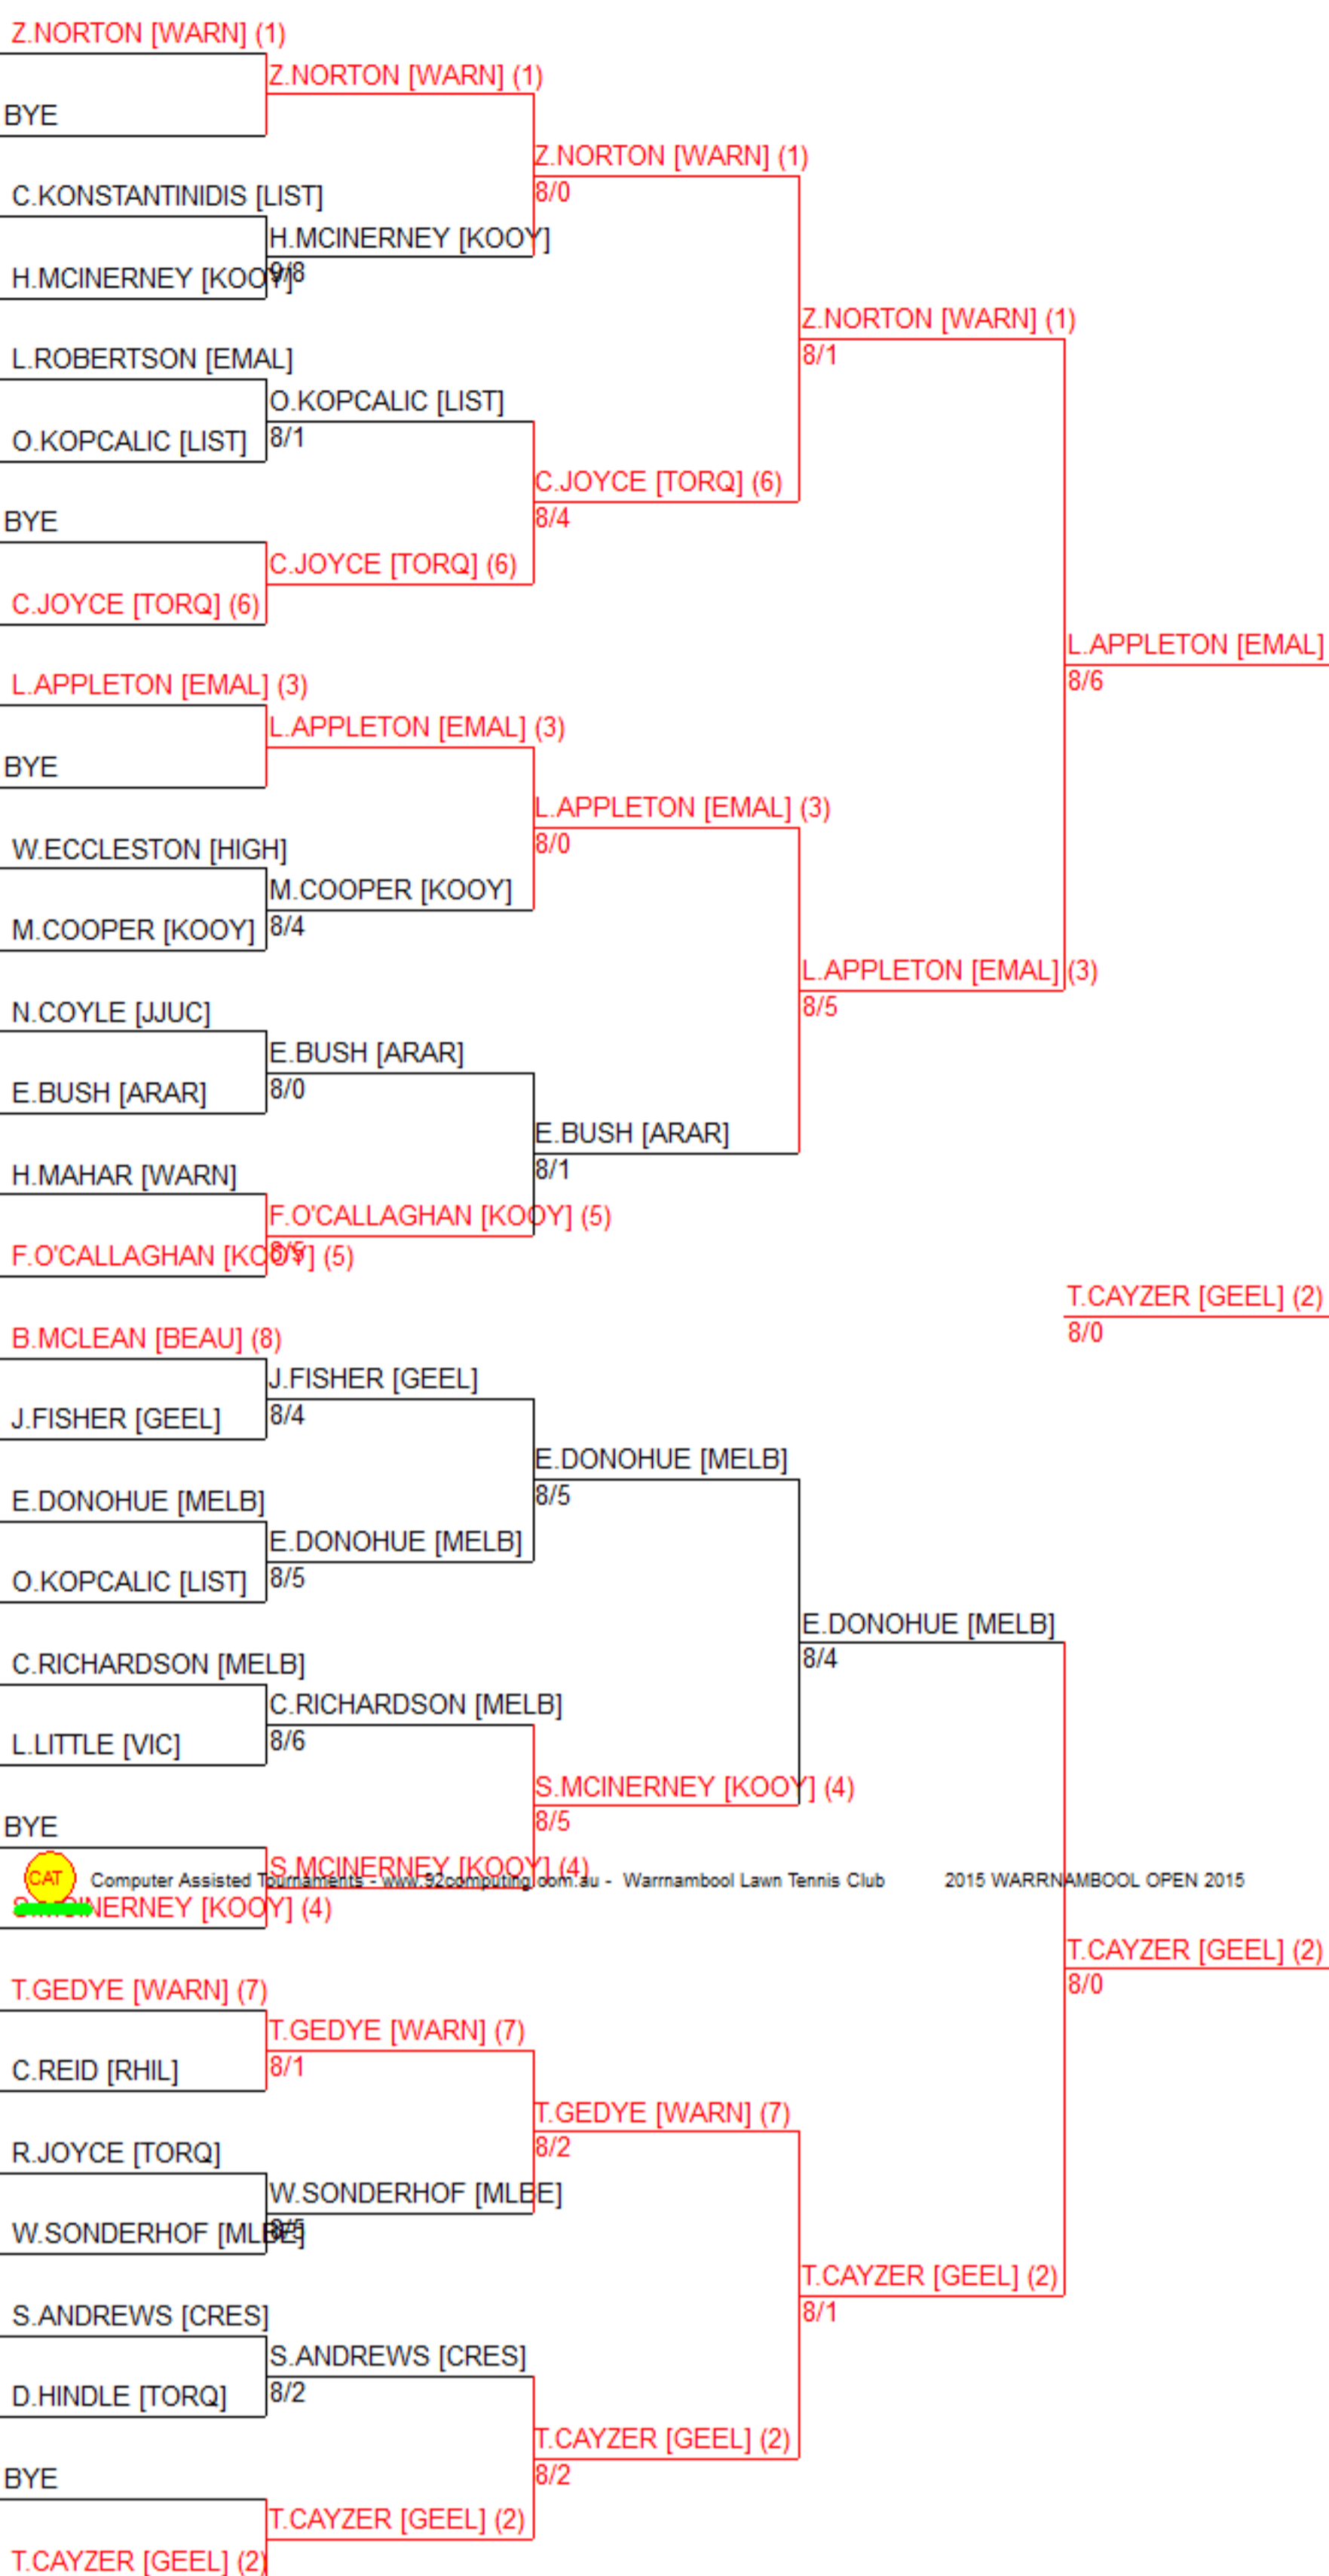 Z.NORTON [WARN] (1)
Z.NORTON [WARN] (1)
BYE
Z.NORTON [WARN] (1)
8/0
C.KONSTANTINIDIS [LIST]
H.MCINERNEY [KOOY]
9/8
H.MCINERNEY [KOOY]
Z.NORTON [WARN] (1)
8/1
L.ROBERTSON [EMAL]
O.KOPCALIC [LIST]
8/1
O.KOPCALIC [LIST]
C.JOYCE [TORQ] (6)
8/4
BYE
C.JOYCE [TORQ] (6)
C.JOYCE [TORQ] (6)
L.APPLETON [EMAL]
8/6
L.APPLETON [EMAL] (3)
L.APPLETON [EMAL] (3)
BYE
L.APPLETON [EMAL] (3)
8/0
W.ECCLESTON [HIGH]
M.COOPER [KOOY]
8/4
M.COOPER [KOOY]
L.APPLETON [EMAL] (3)
8/5
N.COYLE [JJUC]
E.BUSH [ARAR]
8/0
E.BUSH [ARAR]
E.BUSH [ARAR]
8/1
H.MAHAR [WARN]
F.O'CALLAGHAN [KOOY] (5)
8/5
F.O'CALLAGHAN [KOOY] (5)
T.CAYZER [GEEL] (2)
8/0
B.MCLEAN [BEAU] (8)
J.FISHER [GEEL]
8/4
J.FISHER [GEEL]
E.DONOHUE [MELB]
8/5
E.DONOHUE [MELB]
E.DONOHUE [MELB]
8/5
O.KOPCALIC [LIST]
E.DONOHUE [MELB]
8/4
C.RICHARDSON [MELB]
C.RICHARDSON [MELB]
8/6
L.LITTLE [VIC]
S.MCINERNEY [KOOY] (4)
8/5
BYE
S.MCINERNEY [KOOY] (4)
CAT Computer Assisted Tournaments - www.92computing.com.au - Warrnambool Lawn Tennis Club 2015 WARRNAMBOOL OPEN 2015
S.MCINERNEY [KOOY] (4)
T.CAYZER [GEEL] (2)
8/0
T.GEDYE [WARN] (7)
T.GEDYE [WARN] (7)
8/1
C.REID [RHIL]
T.GEDYE [WARN] (7)
8/2
R.JOYCE [TORQ]
W.SONDERHOF [MLBE]
8/5
W.SONDERHOF [MLBE]
T.CAYZER [GEEL] (2)
8/1
S.ANDREWS [CRES]
S.ANDREWS [CRES]
8/2
D.HINDLE [TORQ]
T.CAYZER [GEEL] (2)
8/2
BYE
T.CAYZER [GEEL] (2)
T.CAYZER [GEEL] (2)